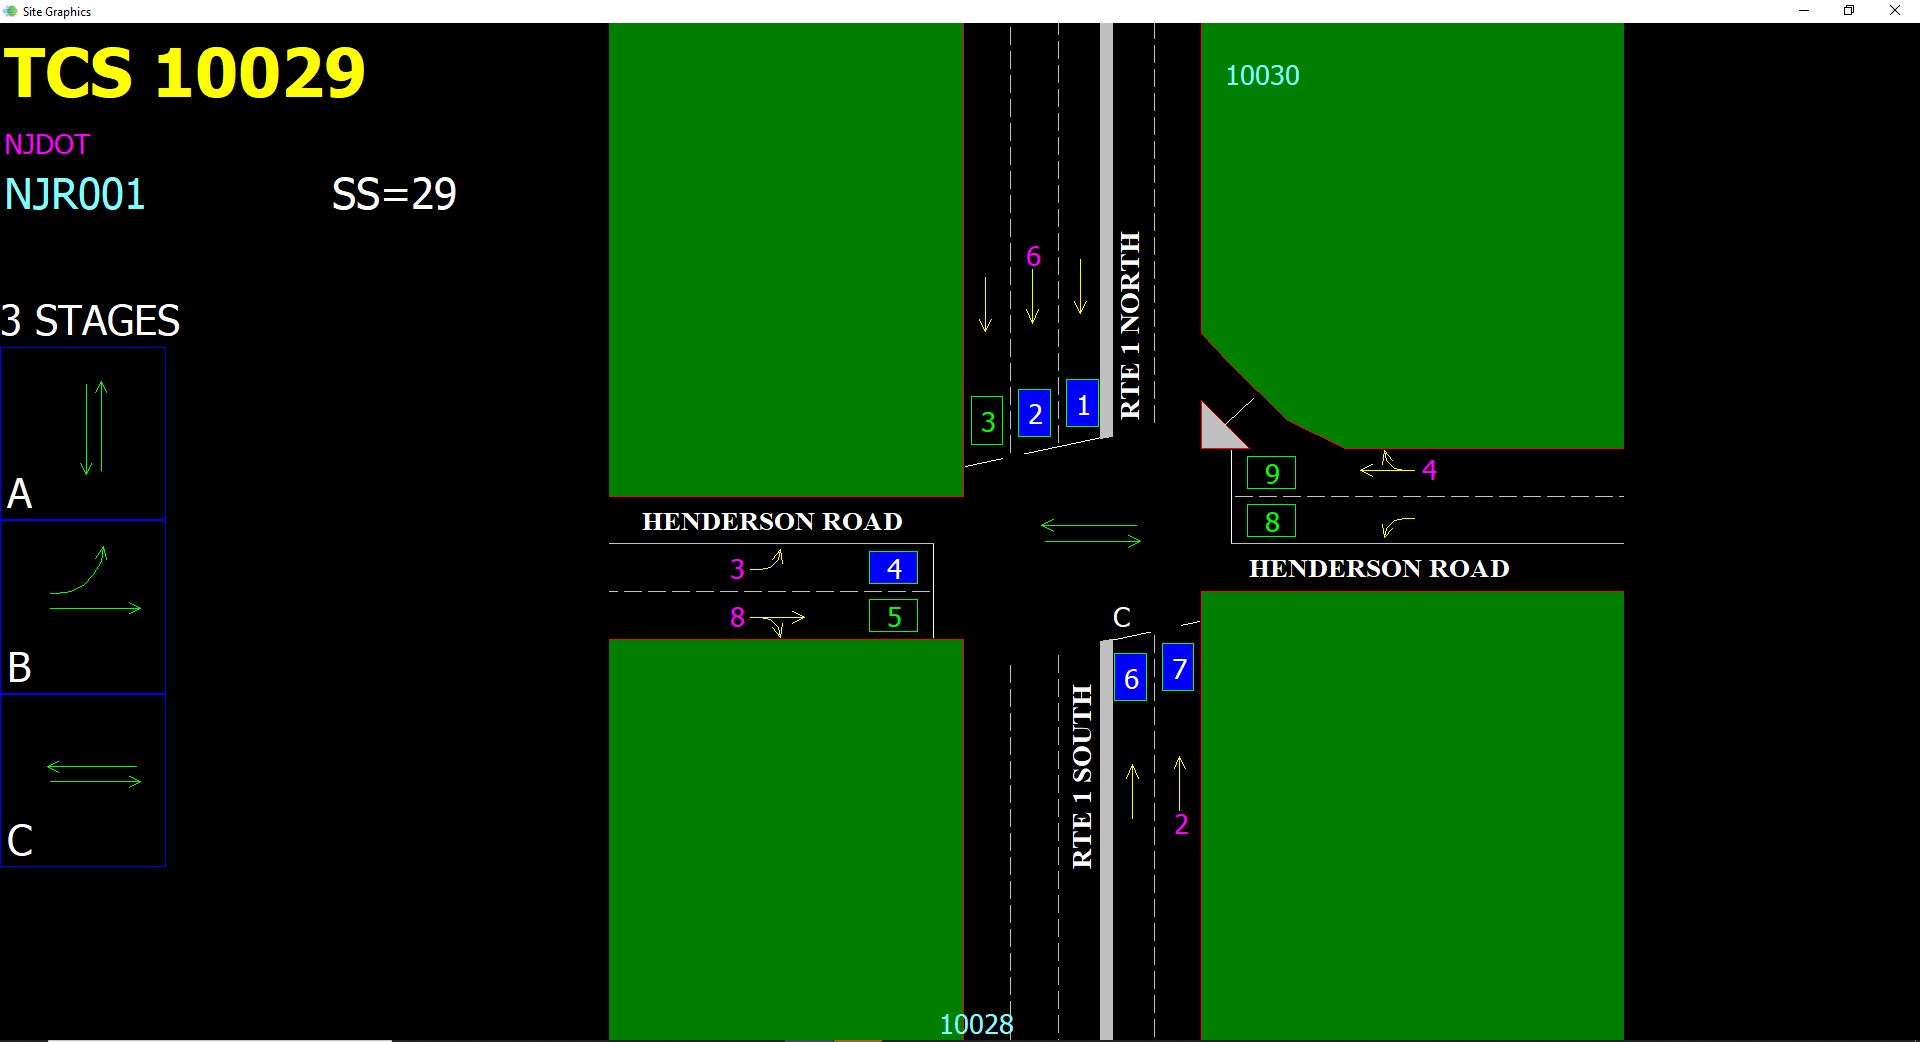 Site Graphics
TCS 10029
NJDOT
NJR001
SS=29
3 STAGES
A
B
C
10030
6
RTE 1 NORTH
3
2
1
9
4
8
HENDERSON ROAD
HENDERSON ROAD
3
4
8
5
C
6
7
RTE 1 SOUTH
2
10028